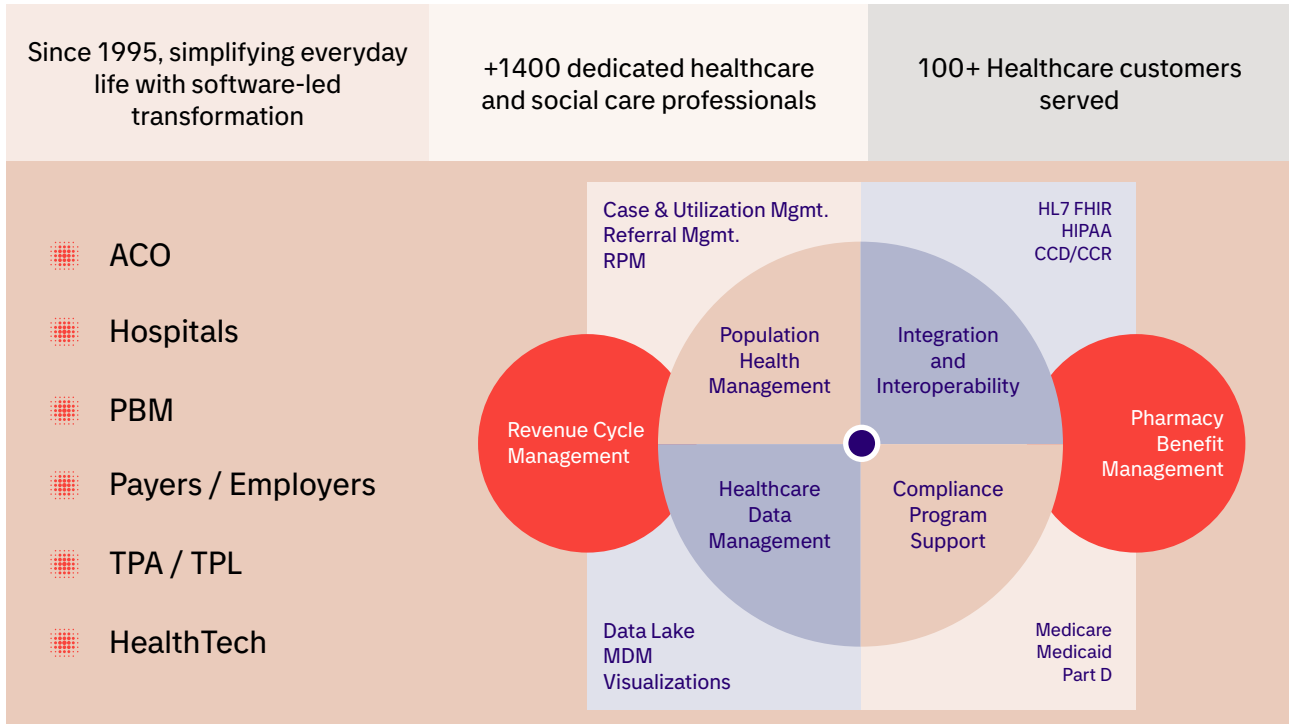 Since 1995, simplifying everyday
life with software-led
transformation
+1400 dedicated healthcare
and social care professionals
100+ Healthcare customers
served
ACO
Hospitals
PBM
Payers / Employers
TPA / TPL
HealthTech
Case & Utilization Mgmt.
Referral Mgmt.
RPM
HL7 FHIR
HIPAA
CCD/CCR
Population
Health
Management
Integration
and
Interoperability
Revenue Cycle
Management
Pharmacy
Benefit
Management
Healthcare
Data
Management
Compliance
Program
Support
Data Lake
MDM
Visualizations
Medicare
Medicaid
Part D